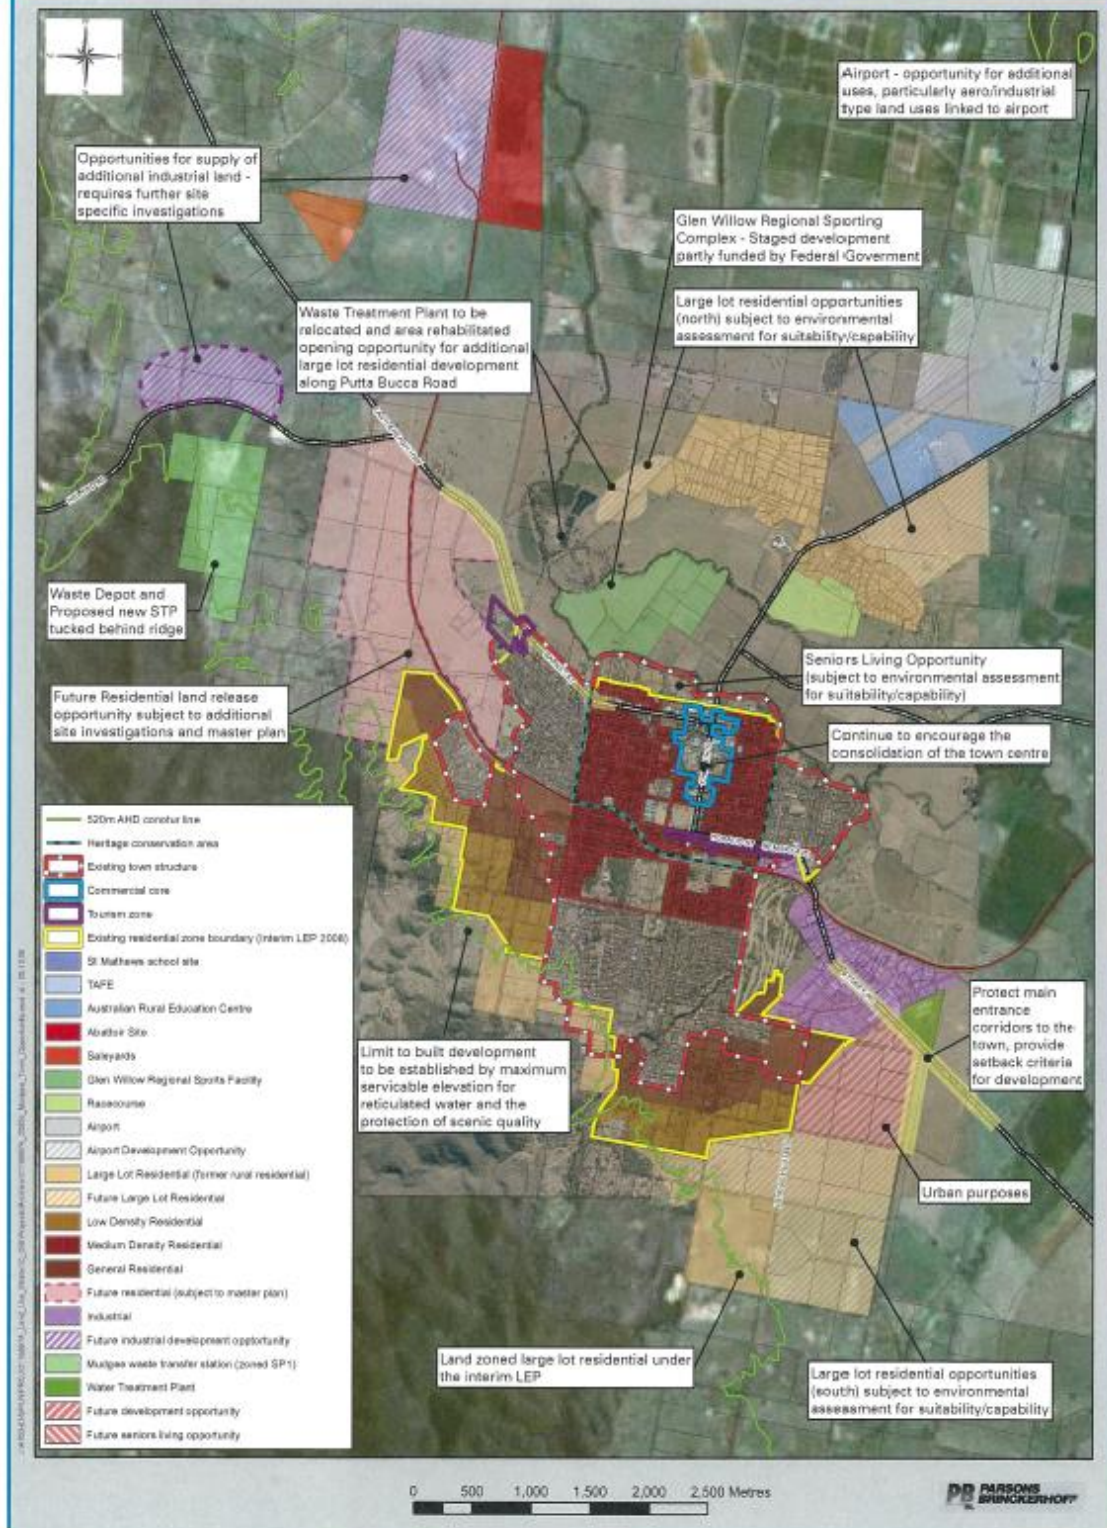 Airport - opportunity for additional
uses, particularly aero/industrial
type land uses linked to airport
Opportunities for supply of
additional industrial land -
requires further site
specific investigations
Glen Willow Regional Sporting
Complex - Staged development
partly funded by Federal Goverment
Large lot residential opportunities
(north) subject to environmental
assessment for suitability/capability
Waste Treatment Plant to be
relocated and area rehabilitated
opening opportunity for additional
large lot residential development
along Putta Bucca Road
Waste Depot and
Proposed new STP
tucked behind ridge
Seniors Living Opportunity
(subject to environmental assessment
for suitability/capability)
Future Residential land release
opportunity subject to additional
site investigations and master plan
Continue to encourage the
consolidation of the town centre
520m AHD conotur line
Heritage conservation area
Existing town structure
Commercial core
Tourism zone
Existing residential zone boundary (Interim LEP 2008)
St Mathews school site
TAFE
Australian Rural Education Centre
Abattoir Site
Saleyards
Glen Willow Regional Sports Facility
Racecourse
Airport
Airport Development Opportunity
Large Lot Residential (former rural residential)
Future Large Lot Residential
Low Density Residential
Medium Density Residential
General Residential
Future residential (subject to master plan)
Industrial
Future industrial development opptortunity
Mudgee waste transfer station (zoned SP1)
Water Treatment Plant
Future development opportunity
Future seniors living opportunity
Protect main
entrance
corridors to the
town, provide
setback criteria
for development
Limit to built development
to be established by maximum
servicable elevation for
reticulated water and the
protection of scenic quality
Urban purposes
Land zoned large lot residential under
the interim LEP
Large lot residential opportunities
(south) subject to environmental
assessment for suitability/capability
0 500 1,000 1,500 2,000 2,500 Metres
PB PARSONS
BRINCKERHOFF